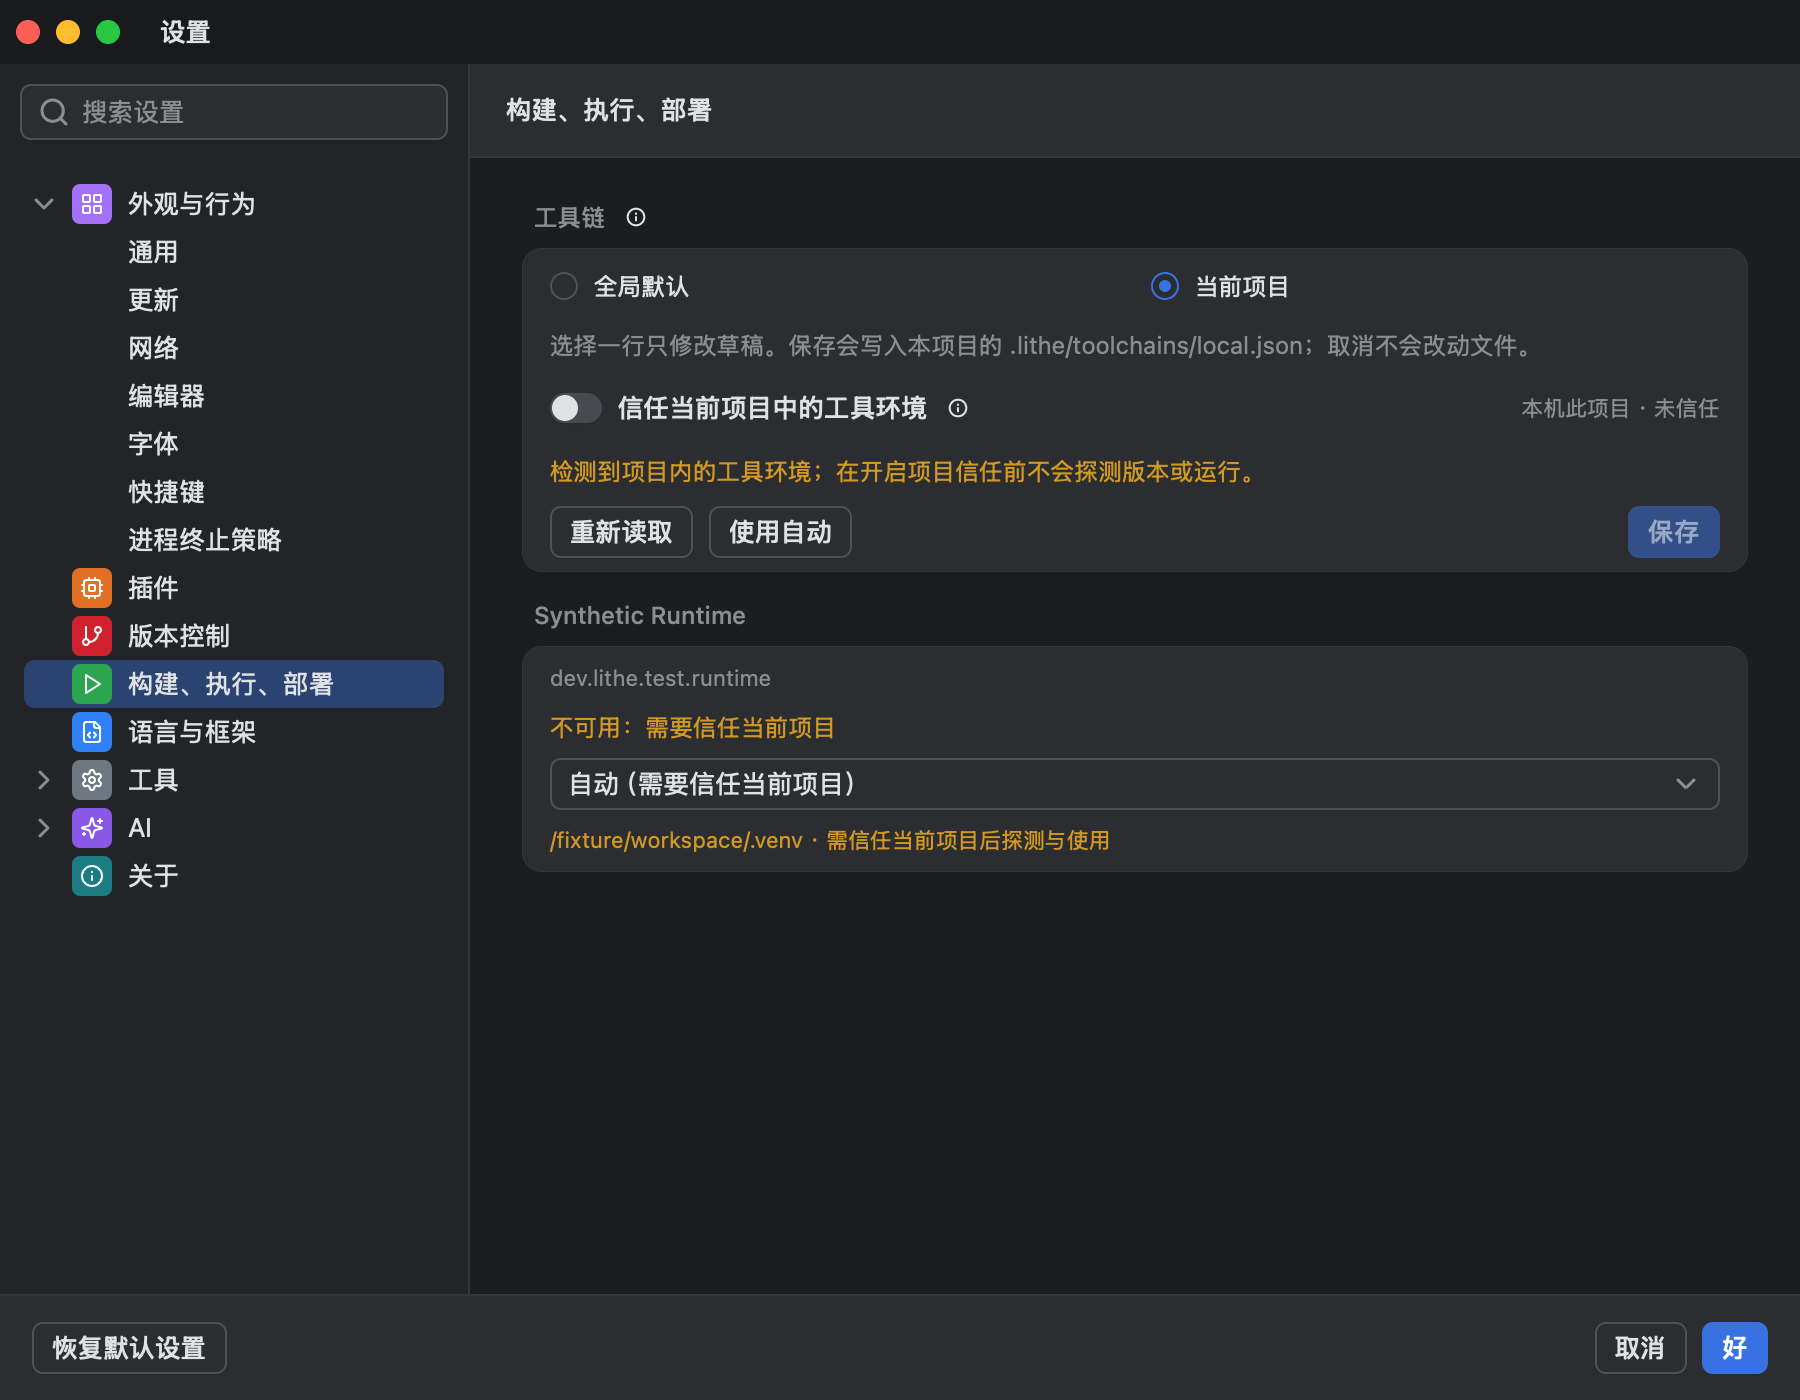 设置
搜索设置
外观与行为
通用
更新
网络
编辑器
字体
快捷键
进程终止策略
插件
版本控制
构建、执行、部署
语言与框架
工具
AI
关于
构建、执行、部署
工具链
全局默认
当前项目
选择一行只修改草稿。保存会写入本项目的 .lithe/toolchains/local.json；取消不会改动文件。
信任当前项目中的工具环境
本机此项目 · 未信任
检测到项目内的工具环境；在开启项目信任前不会探测版本或运行。
重新读取
使用自动
保存
Synthetic Runtime
dev.lithe.test.runtime
不可用：需要信任当前项目
自动 (需要信任当前项目)
/fixture/workspace/.venv · 需信任当前项目后探测与使用
恢复默认设置
取消
好